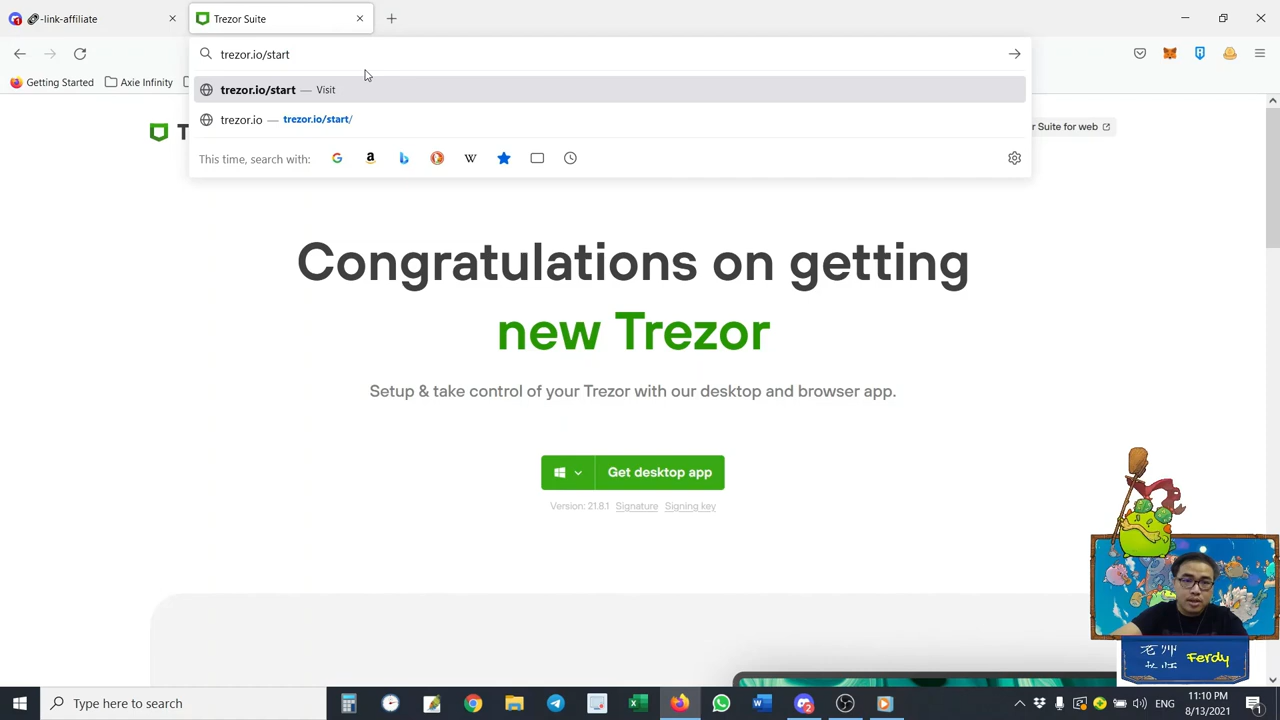 -link-affiliate
Trezor Suite
trezor.io/start
Getting Started
Axie Infinity
trezor.io/start — Visit
trezor.io — trezor.io/start/
T
r Suite for web
This time, search with:
Congratulations on getting
new Trezor
Setup & take control of your Trezor with our desktop and browser app.
Get desktop app
Version: 21.8.1 Signature Signing key
老师
Ferdy
Type here to search
ENG
11:10 PM
8/13/2021